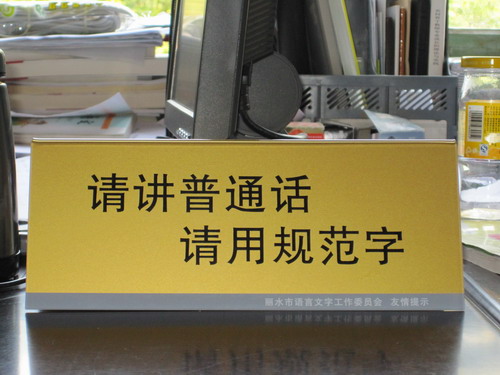 请讲普通话
请用规范字
丽水市语言文字工作委员会 友情提示